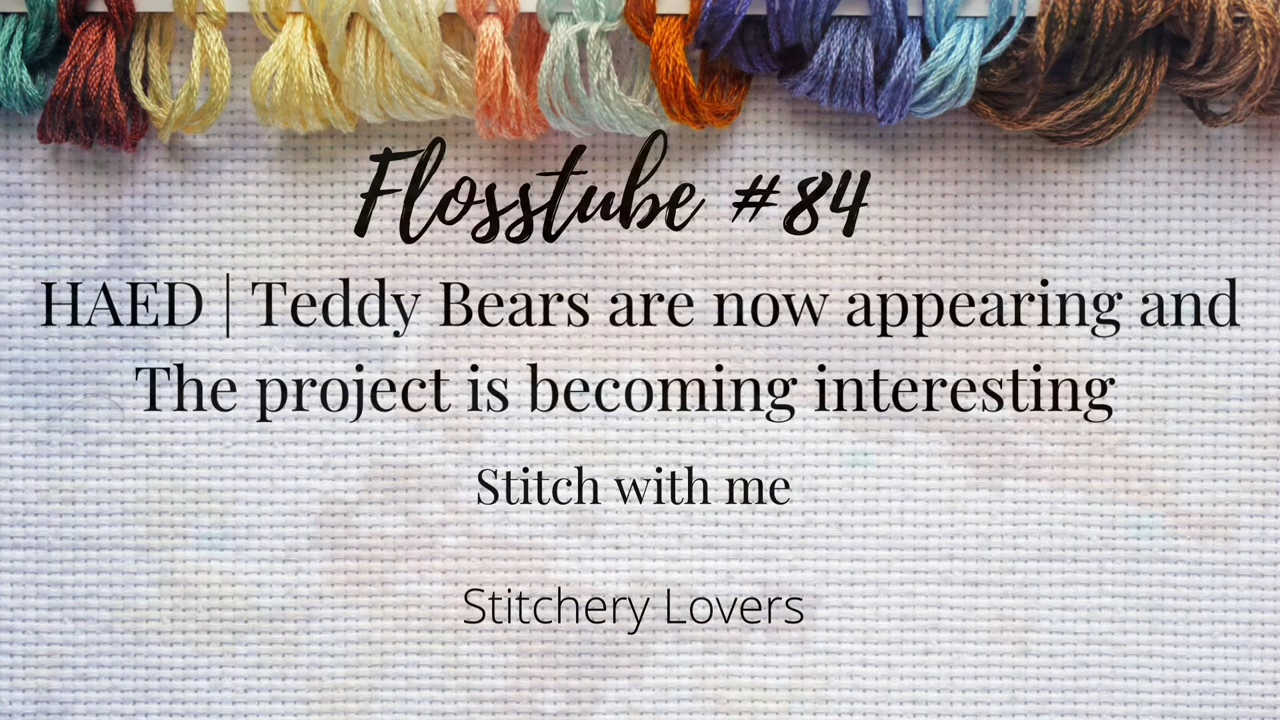 Flosstube #84
HAED | Teddy Bears are now appearing and
The project is becoming interesting
Stitch with me
Stitchery Lovers